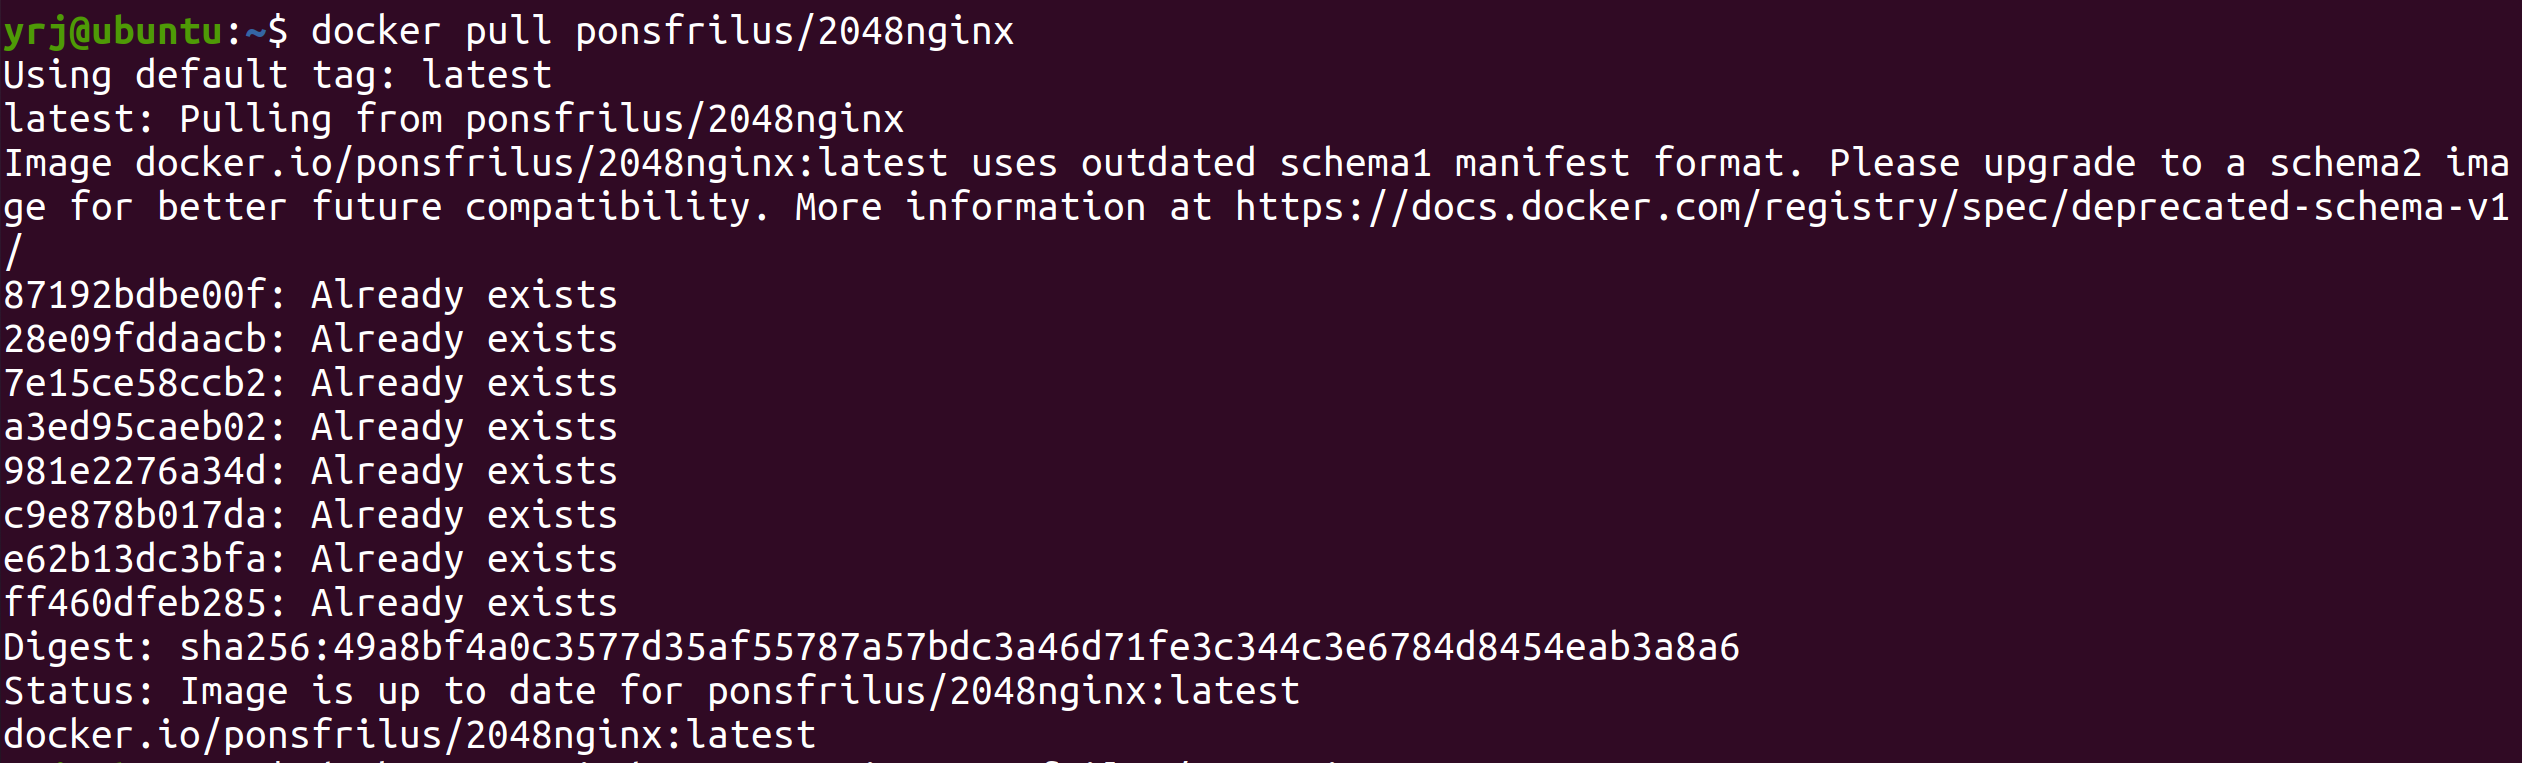 yrj@ubuntu:~$ docker pull ponsfrilus/2048nginx
Using default tag: latest
latest: Pulling from ponsfrilus/2048nginx
Image docker.io/ponsfrilus/2048nginx:latest uses outdated schema1 manifest format. Please upgrade to a schema2 ima
ge for better future compatibility. More information at https://docs.docker.com/registry/spec/deprecated-schema-v1
/
87192bdbe00f: Already exists
28e09fddaacb: Already exists
7e15ce58ccb2: Already exists
a3ed95caeb02: Already exists
981e2276a34d: Already exists
c9e878b017da: Already exists
e62b13dc3bfa: Already exists
ff460dfeb285: Already exists
Digest: sha256:49a8bf4a0c3577d35af55787a57bdc3a46d71fe3c344c3e6784d8454eab3a8a6
Status: Image is up to date for ponsfrilus/2048nginx:latest
docker.io/ponsfrilus/2048nginx:latest